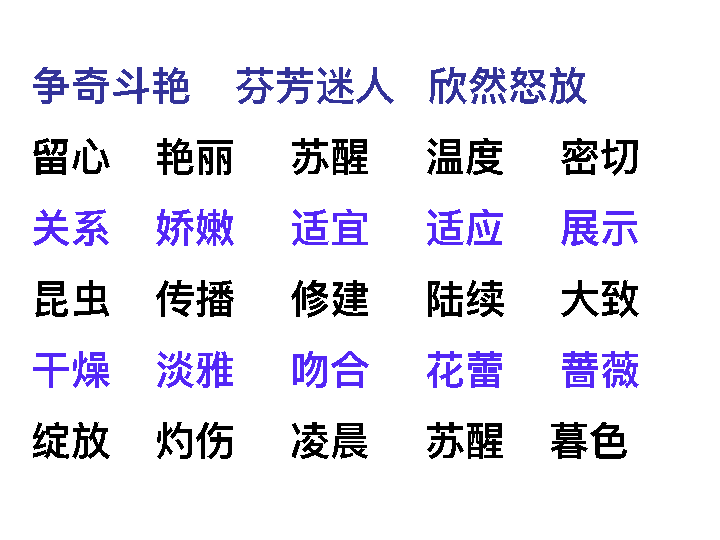 争奇斗艳 芬芳迷人 欣然怒放
留心 艳丽 苏醒 温度 密切
关系 娇嫩 适宜 适应 展示
昆虫 传播 修建 陆续 大致
干燥 淡雅 吻合 花蕾 蔷薇
绽放 灼伤 凌晨 苏醒 暮色